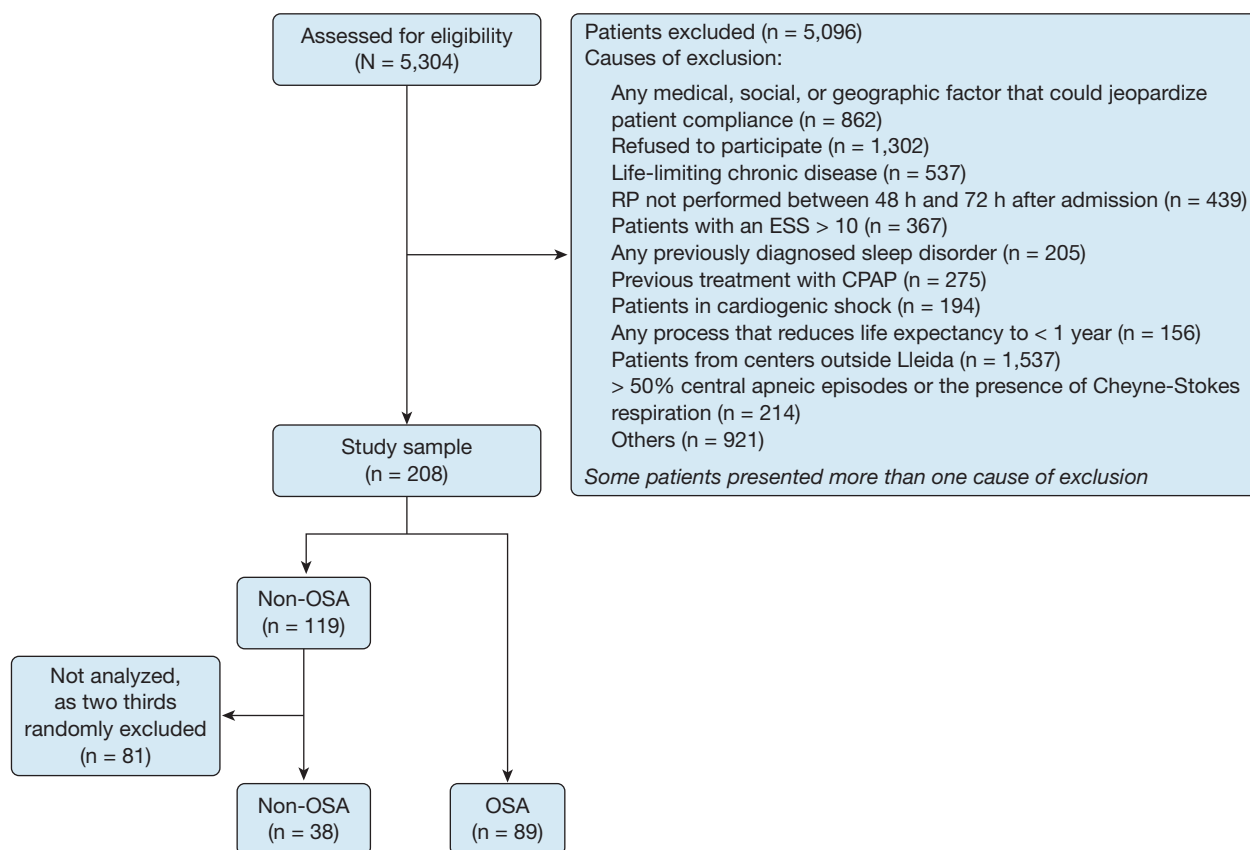 Assessed for eligibility
(N = 5,304)
Patients excluded (n = 5,096)
Causes of exclusion:
Any medical, social, or geographic factor that could jeopardize
patient compliance (n = 862)
Refused to participate (n = 1,302)
Life-limiting chronic disease (n = 537)
RP not performed between 48 h and 72 h after admission (n = 439)
Patients with an ESS > 10 (n = 367)
Any previously diagnosed sleep disorder (n = 205)
Previous treatment with CPAP (n = 275)
Patients in cardiogenic shock (n = 194)
Any process that reduces life expectancy to < 1 year (n = 156)
Patients from centers outside Lleida (n = 1,537)
> 50% central apneic episodes or the presence of Cheyne-Stokes
respiration (n = 214)
Others (n = 921)
Some patients presented more than one cause of exclusion
Study sample
(n = 208)
Non-OSA
(n = 119)
Not analyzed,
as two thirds
randomly excluded
(n = 81)
Non-OSA
(n = 38)
OSA
(n = 89)